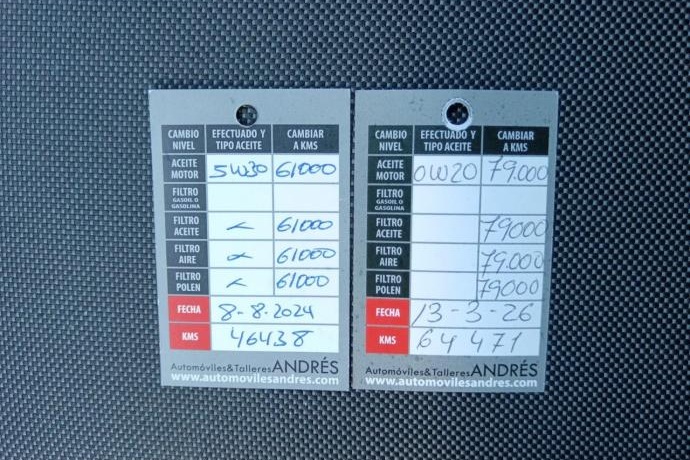 CAMBIO NIVEL EFECTUADO Y TIPO ACEITE CAMBIAR A KMS
ACEITE MOTOR 5W30 61000
FILTRO GASOIL O GASOLINA
FILTRO ACEITE 61000
FILTRO AIRE 61000
FILTRO POLEN 61000
FECHA 8-8-2024
KMS 46438
Automóviles&Talleres ANDRÉS
www.automovilesandres.com
CAMBIO NIVEL EFECTUADO Y TIPO ACEITE CAMBIAR A KMS
ACEITE MOTOR 0W20 79.000
FILTRO GASOIL O GASOLINA
FILTRO ACEITE 79000
FILTRO AIRE 79.000
FILTRO POLEN 79000
FECHA 13-3-26
KMS 64471
Automóviles&Talleres ANDRÉS
www.automovilesandres.com